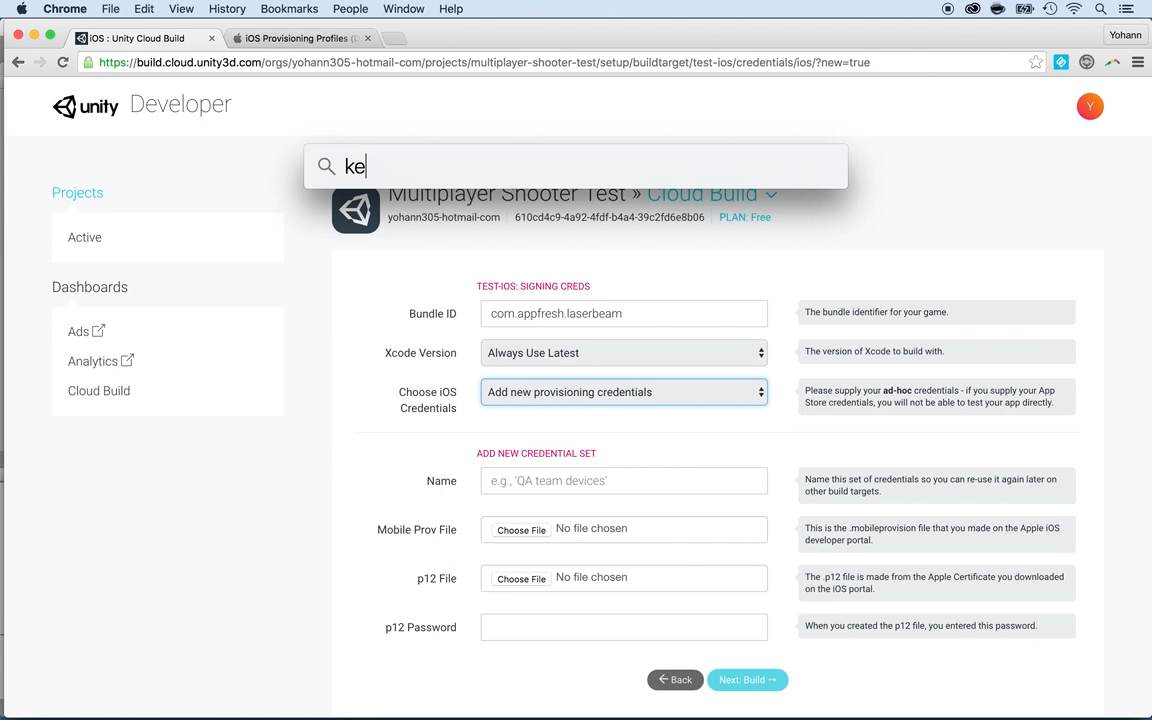 Chrome File Edit View History Bookmarks People Window Help
iOS : Unity Cloud Build
iOS Provisioning Profiles (D
Yohann
https://build.cloud.unity3d.com/orgs/yohann305-hotmail-com/projects/multiplayer-shooter-test/setup/buildtarget/test-ios/credentials/ios/?new=true
unity Developer
Y
ke
Projects
Active
Dashboards
Ads
Analytics
Cloud Build
Multiplayer Shooter Test » Cloud Build
yohann305-hotmail-com 610cd4c9-4a92-4fdf-b4a4-39c2fd6e8b06 PLAN: Free
TEST-IOS: SIGNING CREDS
Bundle ID com.appfresh.laserbeam The bundle identifier for your game.
Xcode Version Always Use Latest The version of Xcode to build with.
Choose iOS
Credentials
Add new provisioning credentials
Please supply your ad-hoc credentials - if you supply your App
Store credentials, you will not be able to test your app directly.
ADD NEW CREDENTIAL SET
Name e.g., 'QA team devices'
Name this set of credentials so you can re-use it again later on
other build targets.
Mobile Prov File Choose File No file chosen
This is the .mobileprovision file that you made on the Apple iOS
developer portal.
p12 File Choose File No file chosen
The .p12 file is made from the Apple Certificate you downloaded
on the iOS portal.
p12 Password When you created the p12 file, you entered this password.
← Back Next: Build →